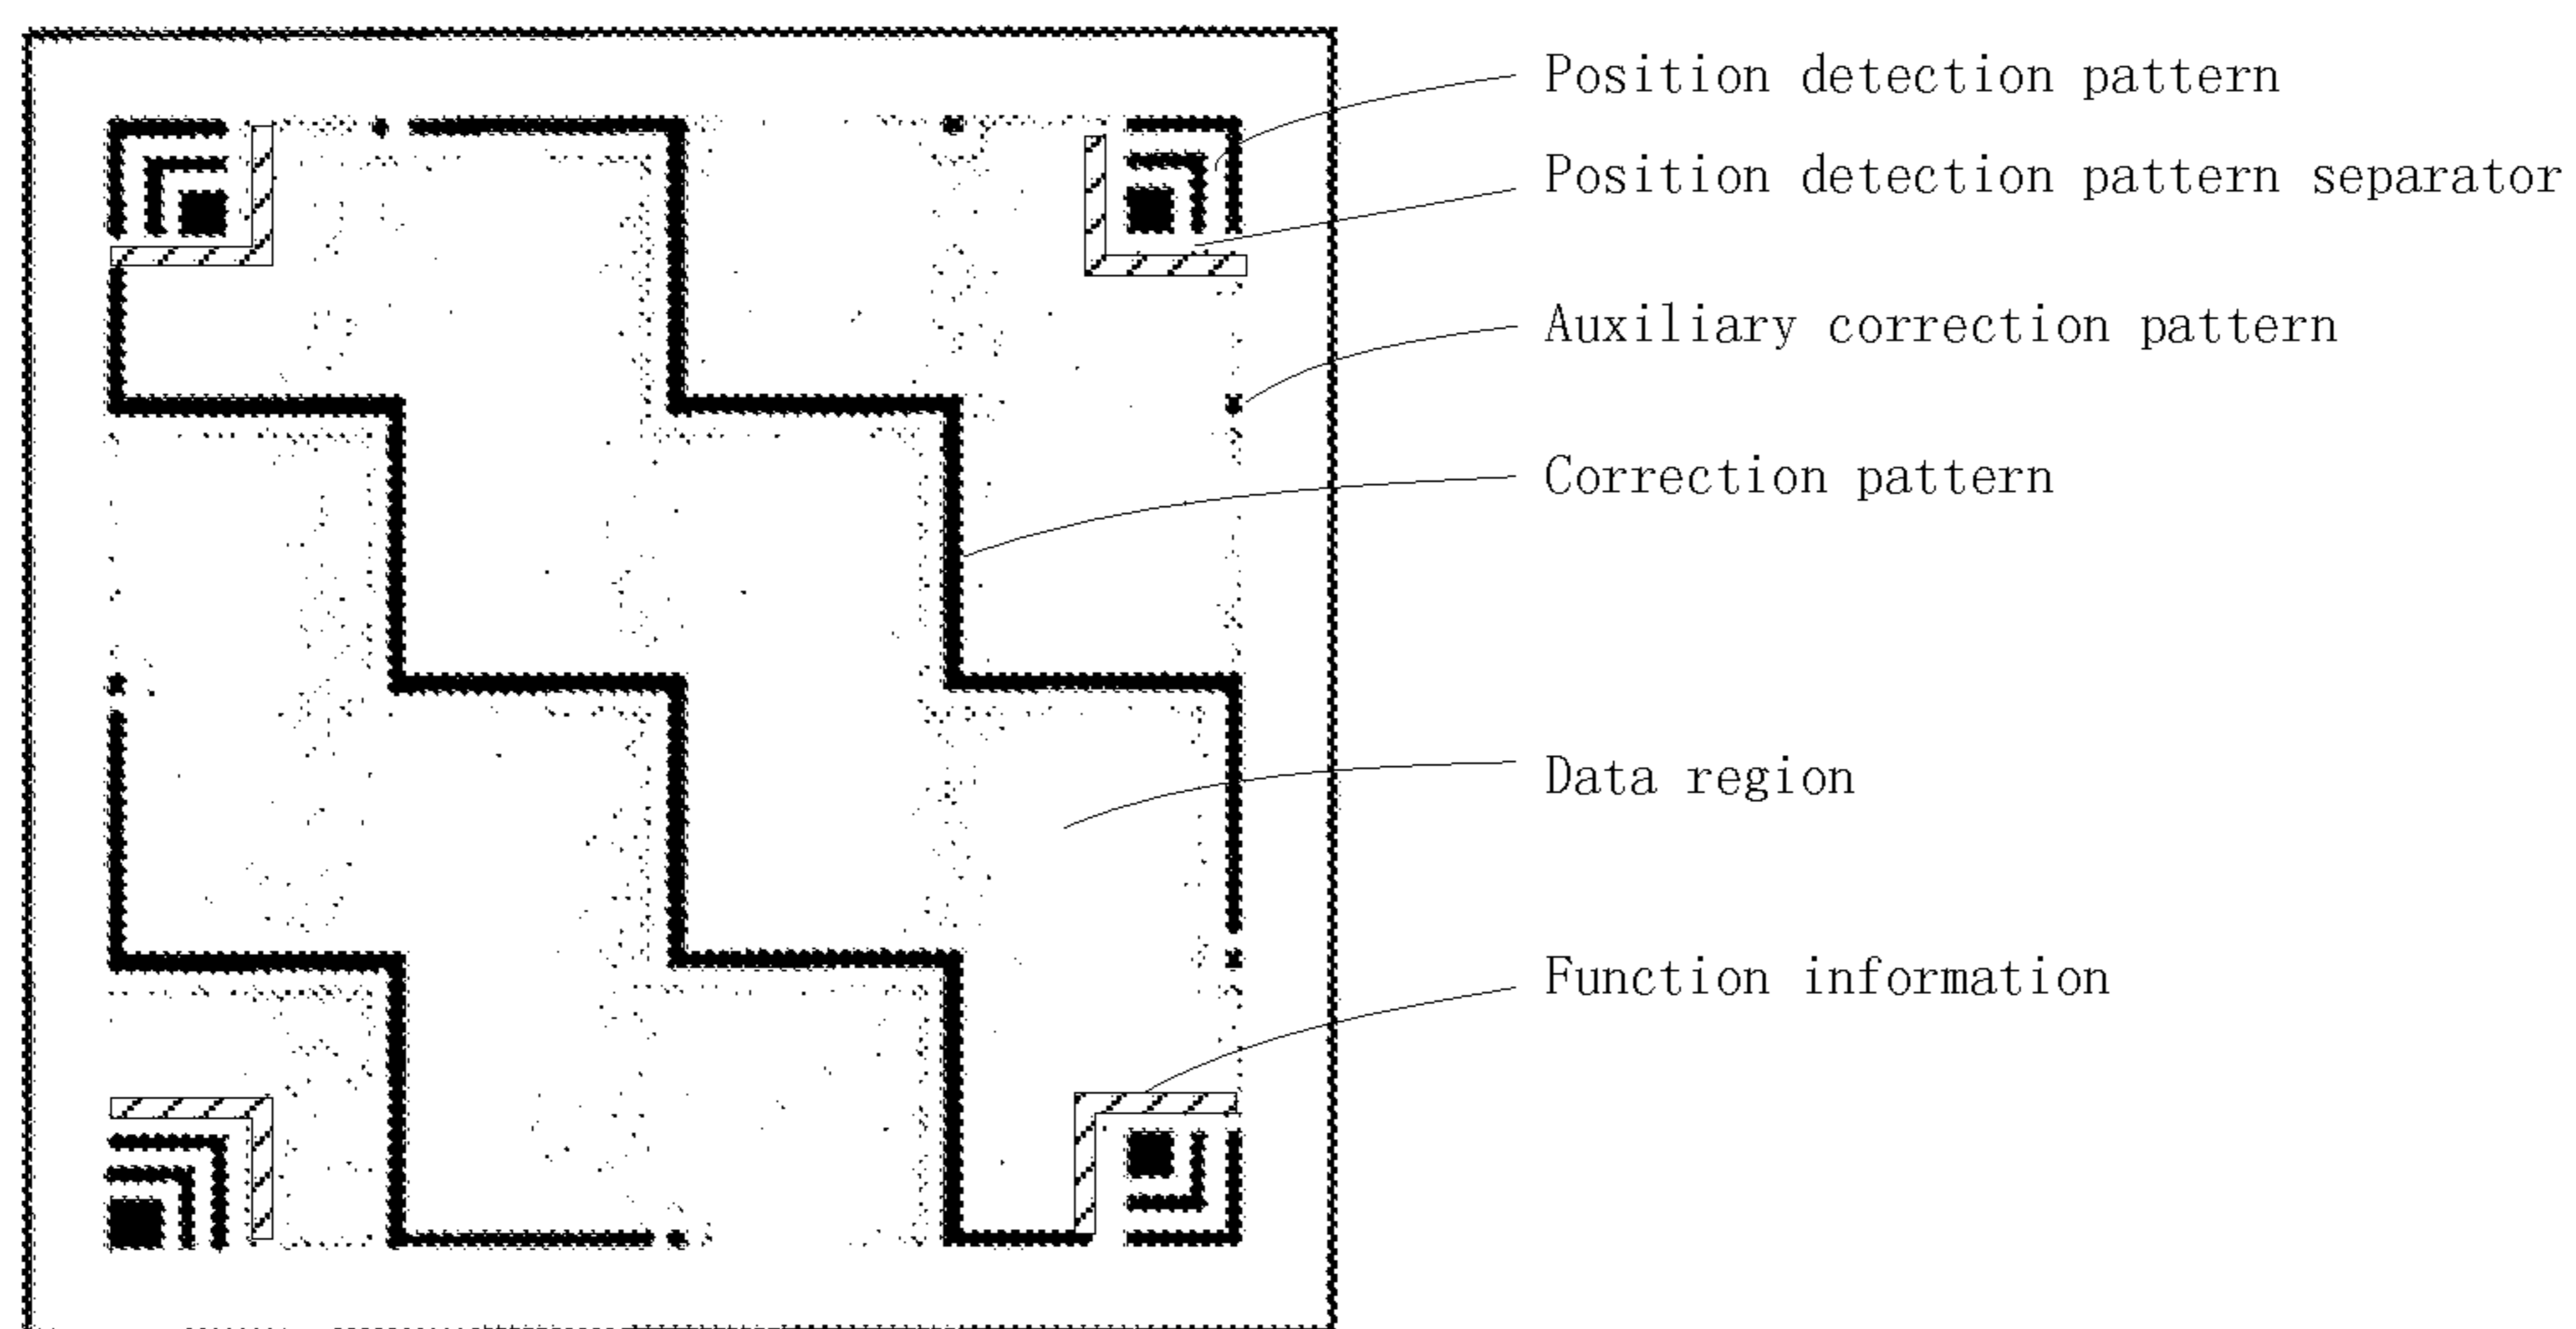 Position detection pattern
Position detection pattern separator
Auxiliary correction pattern
Correction pattern
Data region
Function information